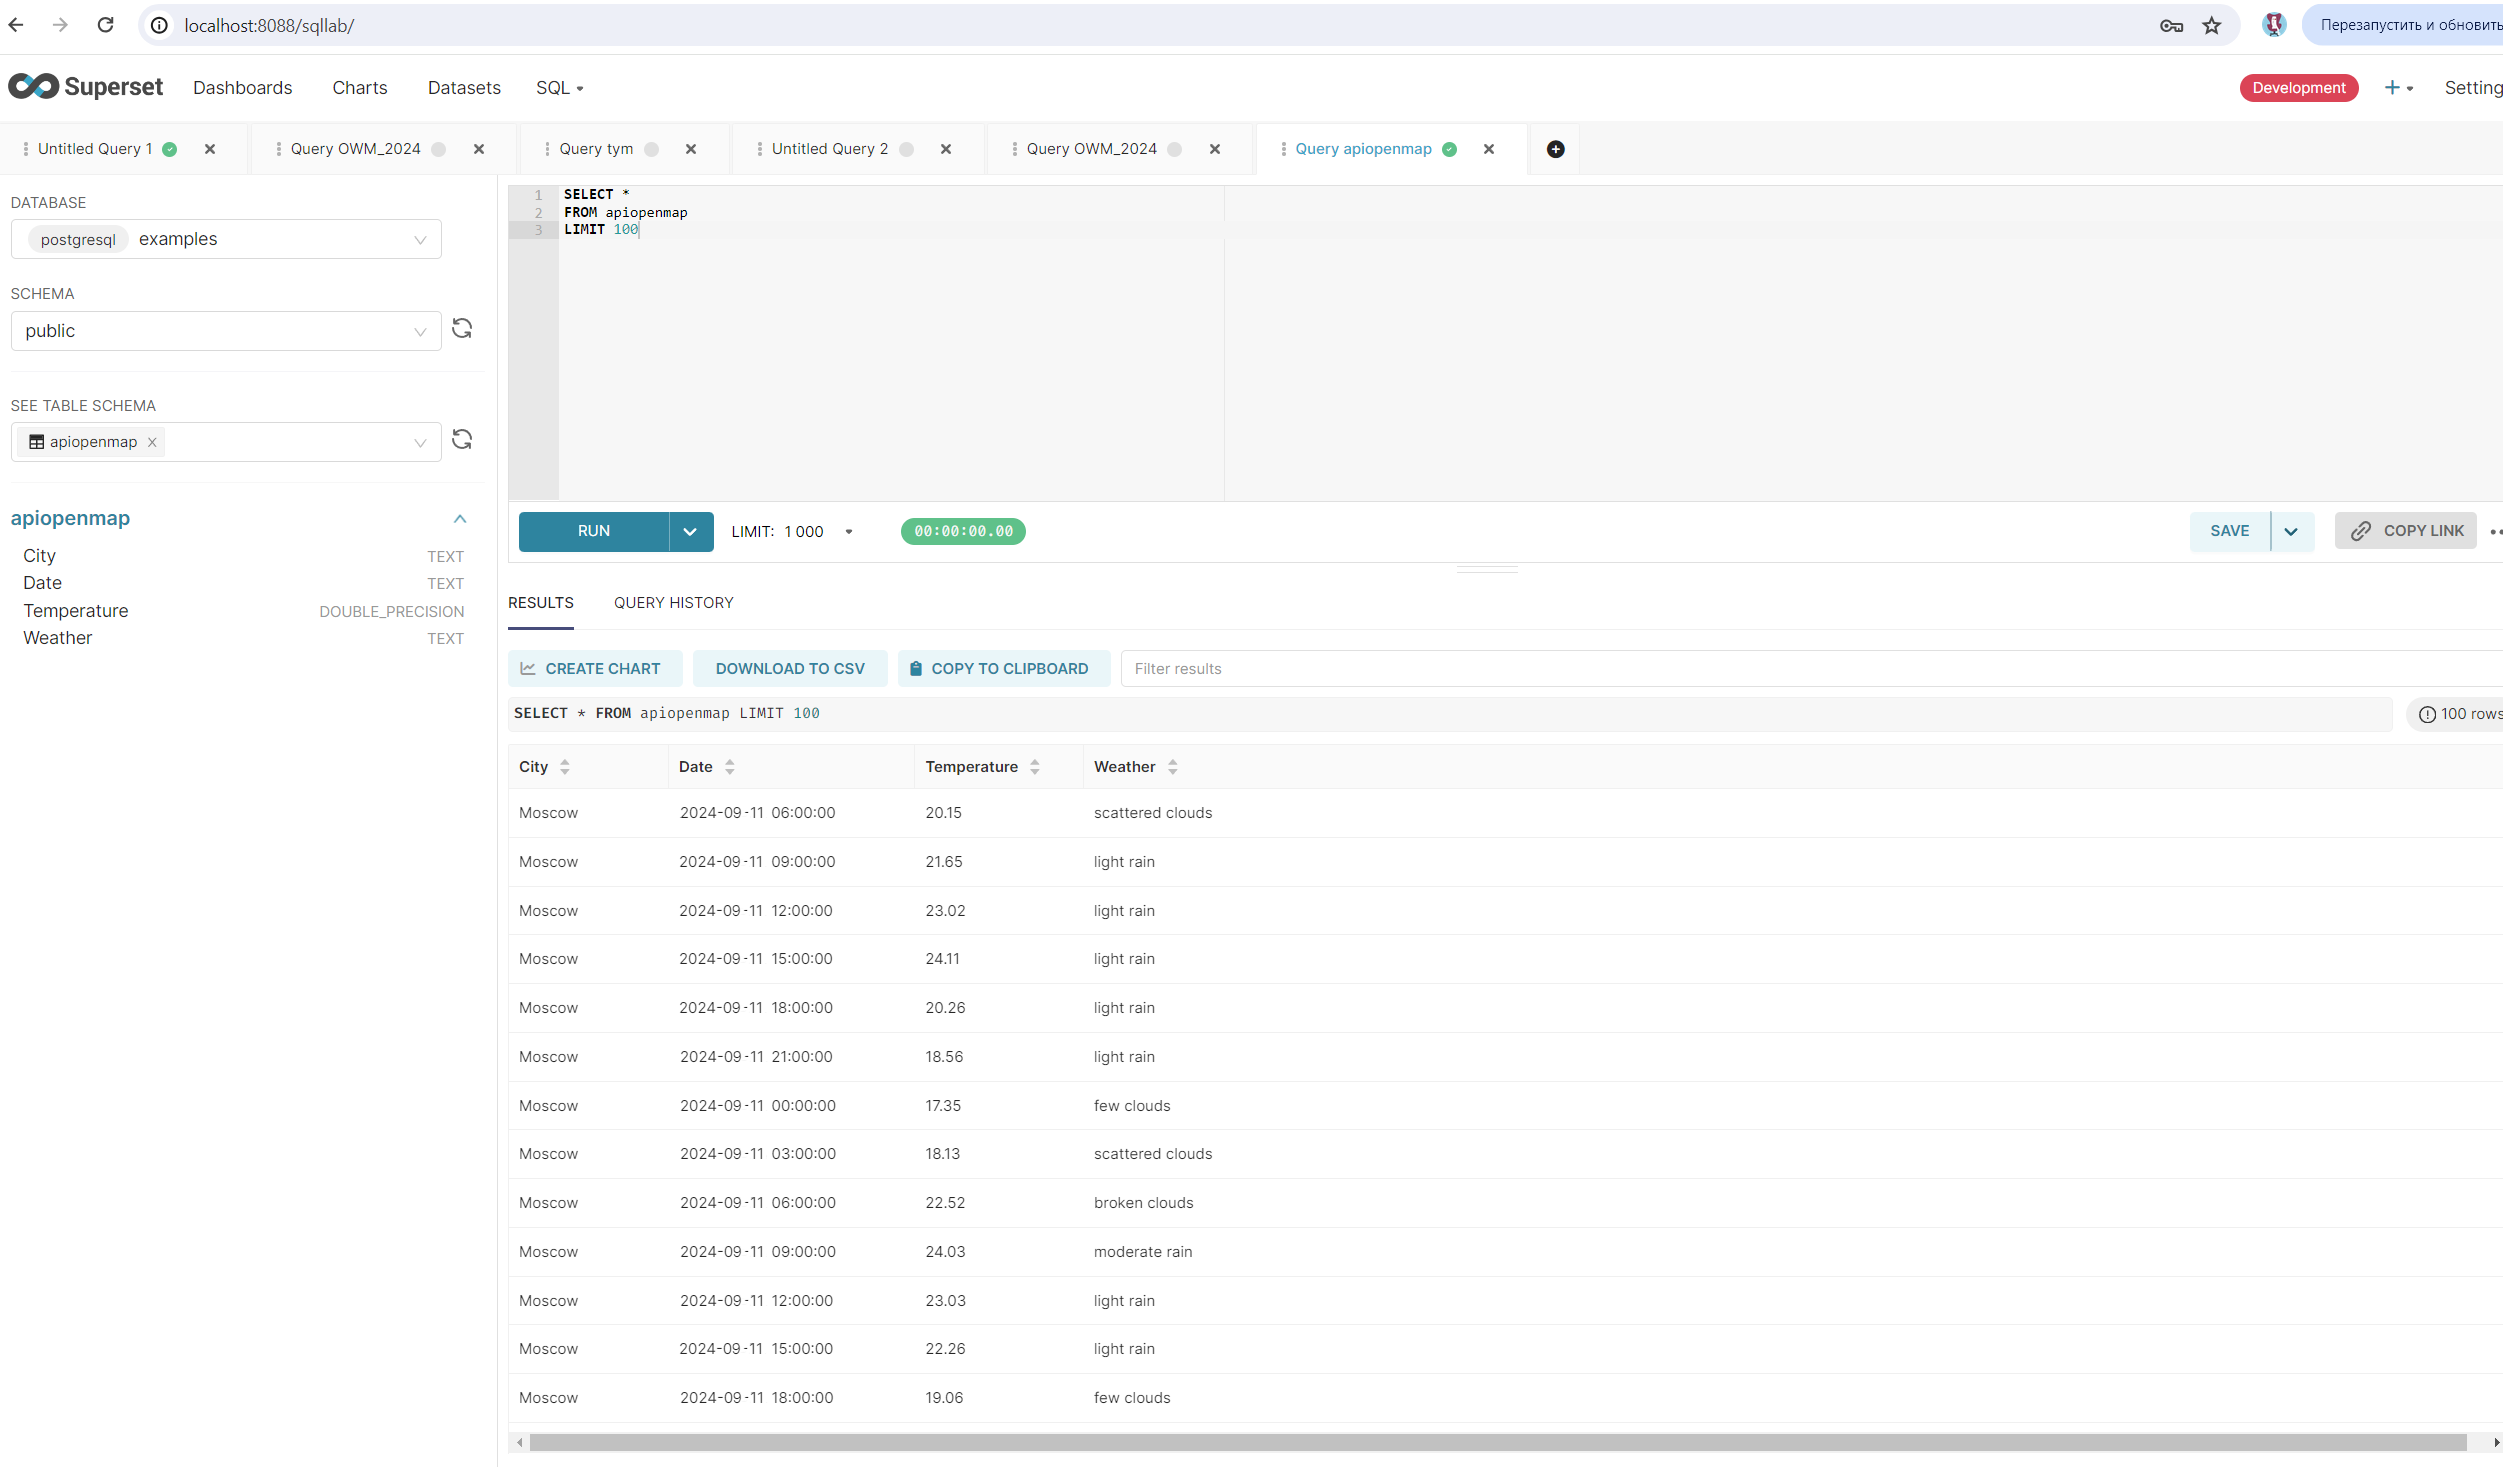 localhost:8088/sqllab/
Перезапустить и обновить
Superset Dashboards Charts Datasets SQL Development + Setting
Untitled Query 1 Query OWM_2024 Query tym Untitled Query 2 Query OWM_2024 Query apiopenmap
DATABASE
postgresql examples
SCHEMA
public
SEE TABLE SCHEMA
apiopenmap
apiopenmap
City TEXT
Date TEXT
Temperature DOUBLE_PRECISION
Weather TEXT
1 SELECT *
2 FROM apiopenmap
3 LIMIT 100
RUN LIMIT: 1 000 00:00:00.00 SAVE COPY LINK
RESULTS QUERY HISTORY
CREATE CHART DOWNLOAD TO CSV COPY TO CLIPBOARD Filter results
SELECT * FROM apiopenmap LIMIT 100 100 rows
City Date Temperature Weather
Moscow 2024-09-11 06:00:00 20.15 scattered clouds
Moscow 2024-09-11 09:00:00 21.65 light rain
Moscow 2024-09-11 12:00:00 23.02 light rain
Moscow 2024-09-11 15:00:00 24.11 light rain
Moscow 2024-09-11 18:00:00 20.26 light rain
Moscow 2024-09-11 21:00:00 18.56 light rain
Moscow 2024-09-11 00:00:00 17.35 few clouds
Moscow 2024-09-11 03:00:00 18.13 scattered clouds
Moscow 2024-09-11 06:00:00 22.52 broken clouds
Moscow 2024-09-11 09:00:00 24.03 moderate rain
Moscow 2024-09-11 12:00:00 23.03 light rain
Moscow 2024-09-11 15:00:00 22.26 light rain
Moscow 2024-09-11 18:00:00 19.06 few clouds